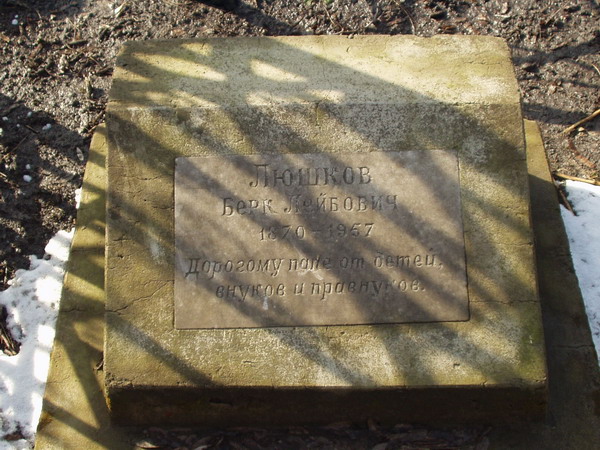 Люшков
Берк Лейбович
1870-1957
Дорогому папе от детей,
внуков и правнуков.